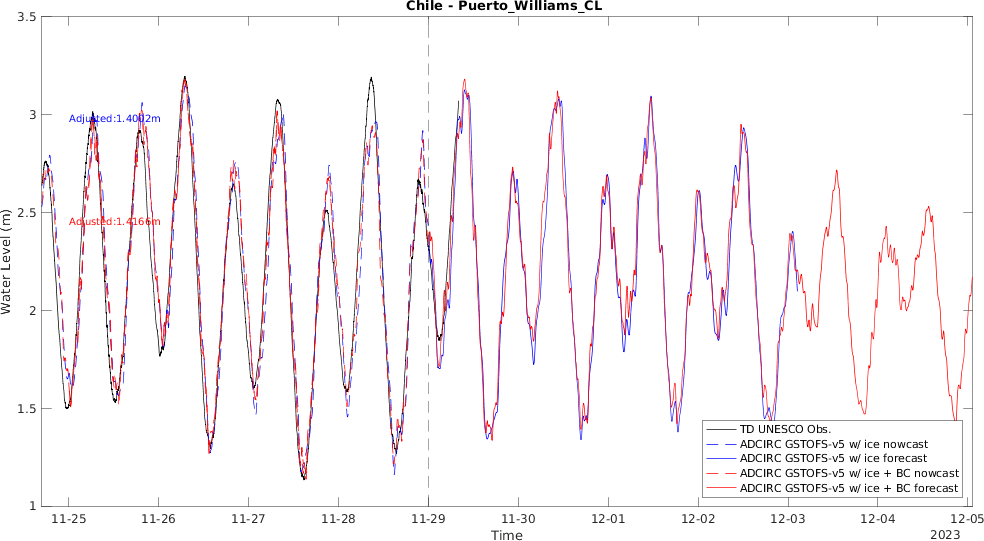 Chile - Puerto_Williams_CL
3.5
3
2.5
2
1.5
1
Water Level (m)
Adjusted:1.4002m
Adjusted:1.4166m
TD UNESCO Obs.
ADCIRC GSTOFS-v5 w/ ice nowcast
ADCIRC GSTOFS-v5 w/ ice forecast
ADCIRC GSTOFS-v5 w/ ice + BC nowcast
ADCIRC GSTOFS-v5 w/ ice + BC forecast
11-25 11-26 11-27 11-28 11-29 11-30 12-01 12-02 12-03 12-04 12-05
Time
2023